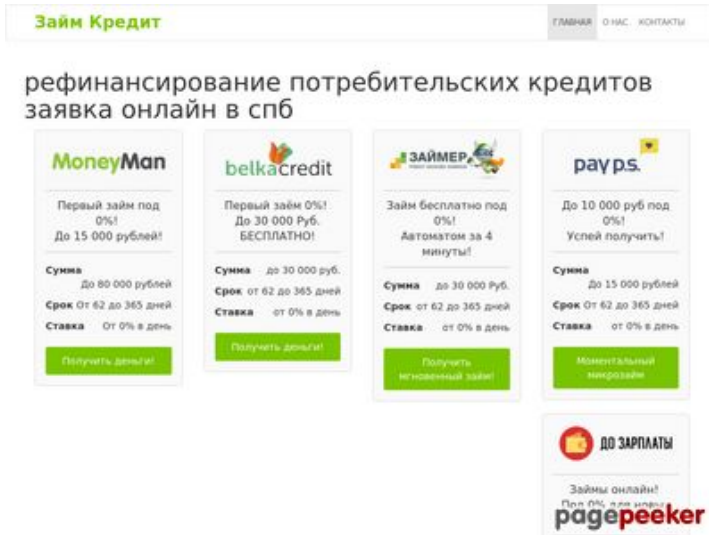 Займ Кредит
ГЛАВНАЯ О НАС КОНТАКТЫ
рефинансирование потребительских кредитов
заявка онлайн в спб
MoneyMan
Первый займ под
0%!
До 15 000 рублей!
Сумма
До 80 000 рублей
Срок От 62 до 365 дней
Ставка От 0% в день
Получить деньги!
belkacredit
Первый заём 0%!
До 30 000 Руб.
БЕСПЛАТНО!
Сумма до 30 000 руб.
Срок от 62 до 365 дней
Ставка от 0% в день
Получить деньги!
ЗАЙМЕР
Займ бесплатно под
0%!
Автоматом за 4
минуты!
Сумма до 30 000 Руб.
Срок От 62 до 365 дней
Ставка от 0% в день
Получить
мгновенный займ!
pay p.s.
До 10 000 руб под
0%!
Успей получить!
Сумма
До 15 000 рублей
Срок От 62 до 365 дней
Ставка от 0% в день
Моментальный
микрозайм
ДО ЗАРПЛАТЫ
Займы онлайн!
Под 0% для новых
pagepeeker